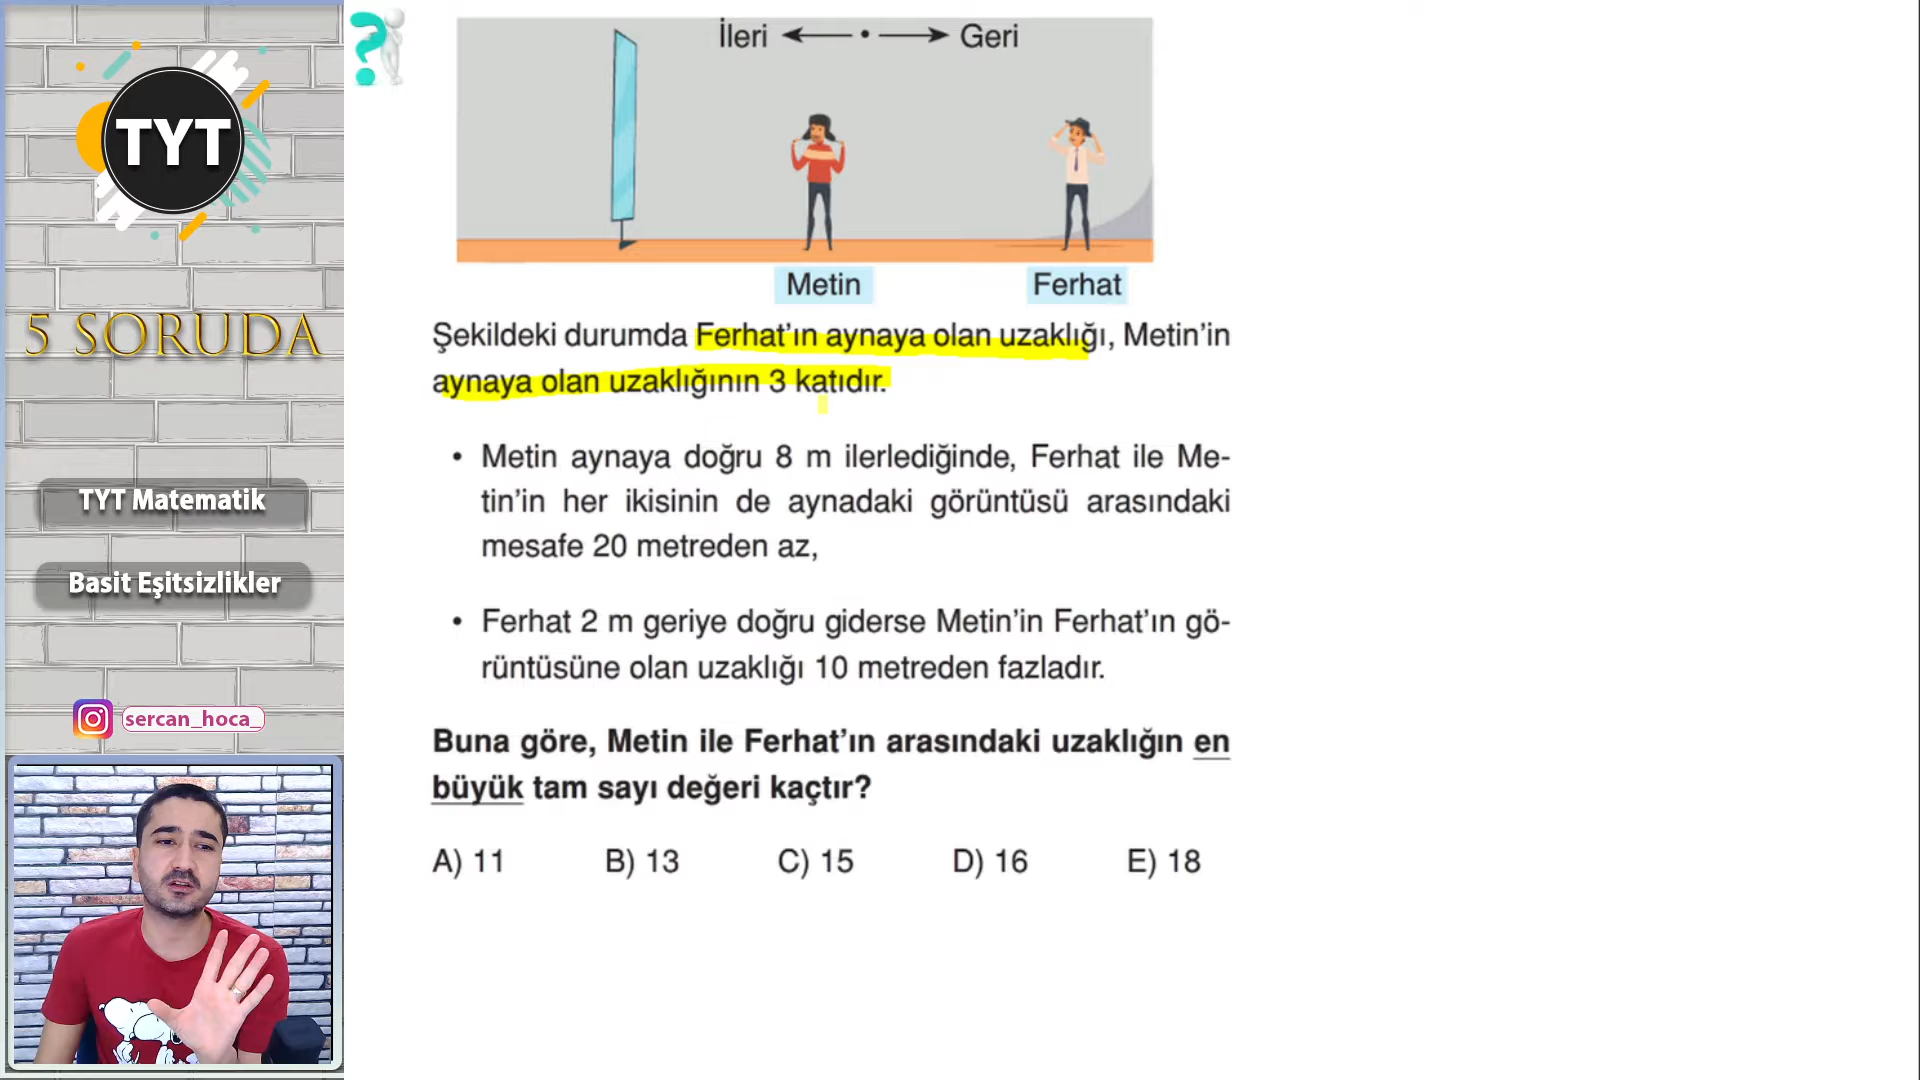 TYT
5 SORUDA
TYT Matematik
Basit Eşitsizlikler
sercan_hoca_
İleri Geri
Metin Ferhat
Şekildeki durumda Ferhat’ın aynaya olan uzaklığı, Metin’in
aynaya olan uzaklığının 3 katıdır.
• Metin aynaya doğru 8 m ilerlediğinde, Ferhat ile Me-
tin’in her ikisinin de aynadaki görüntüsü arasındaki
mesafe 20 metreden az,
• Ferhat 2 m geriye doğru giderse Metin’in Ferhat’ın gö-
rüntüsüne olan uzaklığı 10 metreden fazladır.
Buna göre, Metin ile Ferhat’ın arasındaki uzaklığın en
büyük tam sayı değeri kaçtır?
A) 11 B) 13 C) 15 D) 16 E) 18